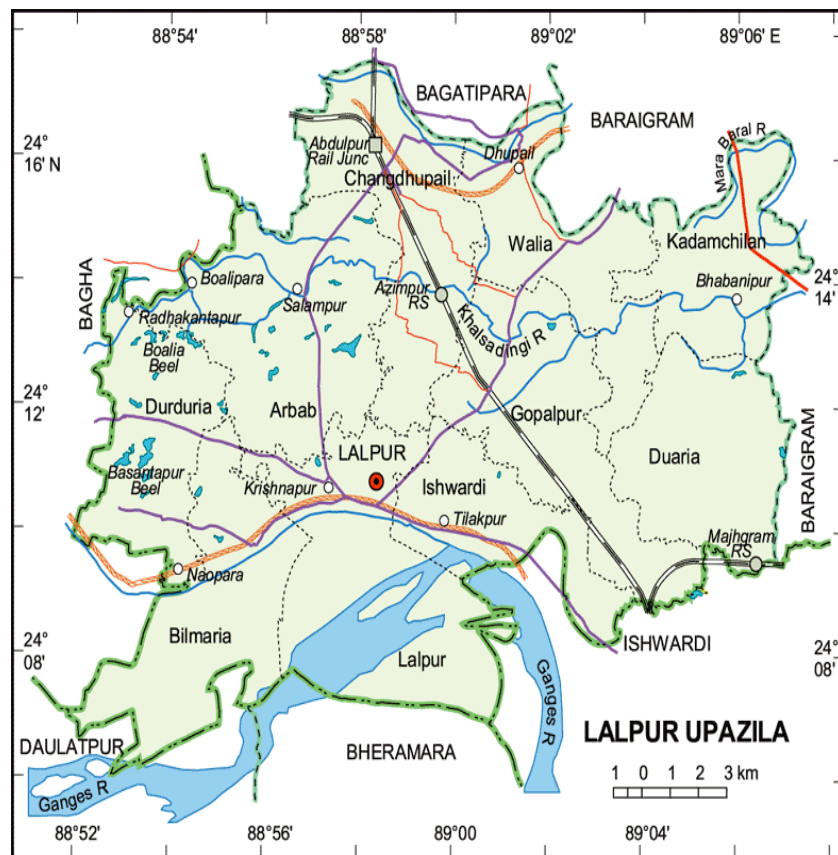 88°54' 88°58' 89°02' 89°06' E
BAGATIPARA
BARAIGRAM
24°
16' N
Abdulpur
Rail Junc
Dhupail
Mara Baral R
Changdhupail
Walia
Kadamchilan
BAGHA
Boalipara
Salampur
Azimpur
RS
Bhabanipur
24°
14'
Radhakantapur
Khalsadingi R
Boalia
Beel
24°
12'
Durduria
Arbab
Gopalpur
LALPUR
Duaria
BARAIGRAM
Basantapur
Beel
Krishnapur
Ishwardi
Tilakpur
Majhgram
RS
Naopara
Bilmaria
ISHWARDI
24°
08'
Lalpur
24°
08'
Ganges R
LALPUR UPAZILA
DAULATPUR
BHERAMARA
1 0 1 2 3 km
Ganges R
88°52' 88°56' 89°00' 89°04'